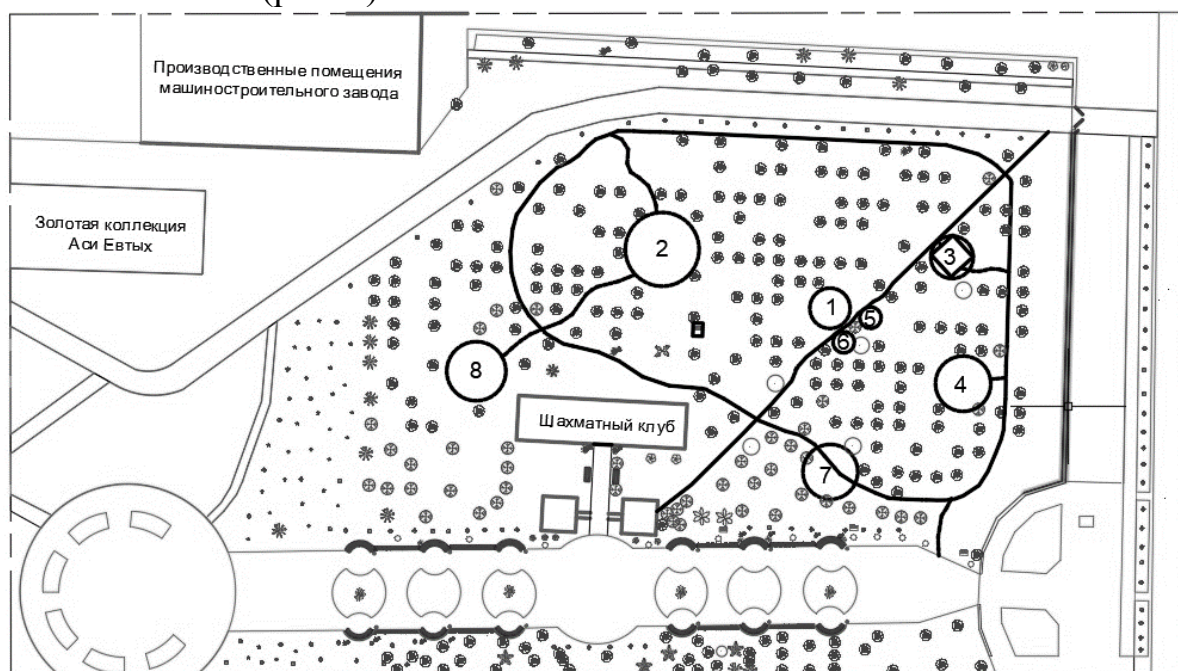 Производственные помещения
машиностроительного завода
Золотая коллекция
Аси Евтых
2
3
1
5
6
8
4
Шахматный клуб
7